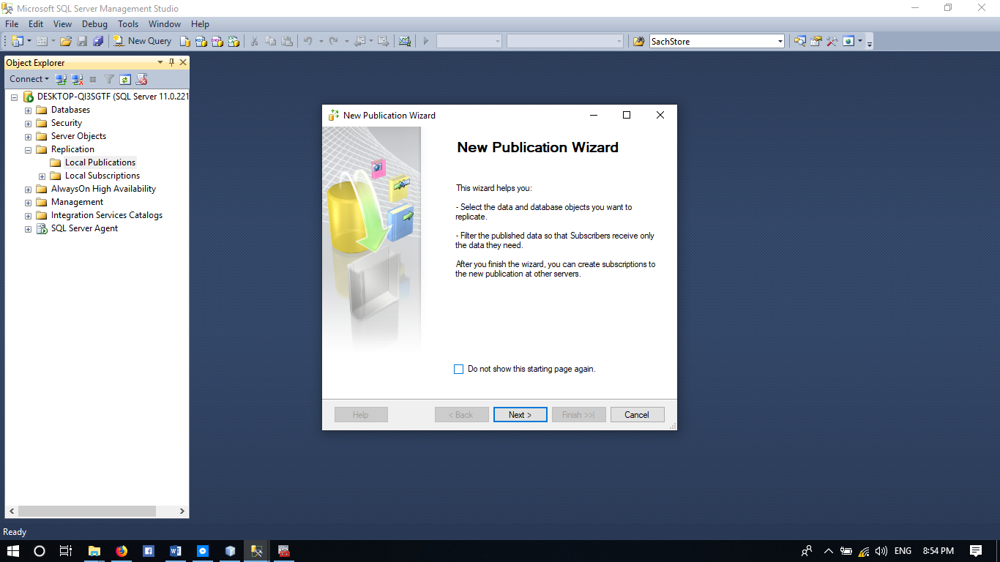 Microsoft SQL Server Management Studio
File Edit View Debug Tools Window Help
New Query
SachStore
Object Explorer
Connect
DESKTOP-QI3SGTF (SQL Server 11.0.221
Databases
Security
Server Objects
Replication
Local Publications
Local Subscriptions
AlwaysOn High Availability
Management
Integration Services Catalogs
SQL Server Agent
New Publication Wizard
New Publication Wizard
This wizard helps you:
- Select the data and database objects you want to
replicate.
- Filter the published data so that Subscribers receive only
the data they need.
After you finish the wizard, you can create subscriptions to
the new publication at other servers.
Do not show this starting page again.
Help < Back Next > Finish >>| Cancel
Ready
ENG 8:54 PM